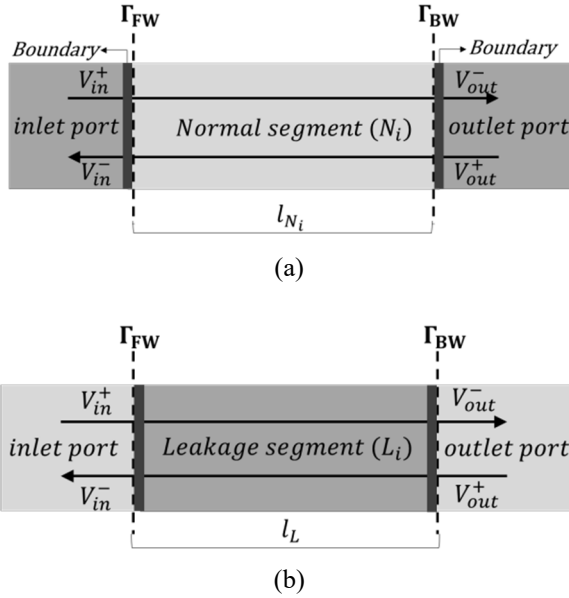 Γ_FW Γ_BW
Boundary Boundary
V_in^+ V_out^-
inlet port Normal segment (N_i) outlet port
V_in^- V_out^+
l_{N_i}
(a)
Γ_FW Γ_BW
V_in^+ V_out^-
inlet port Leakage segment (L_i) outlet port
V_in^- V_out^+
l_L
(b)